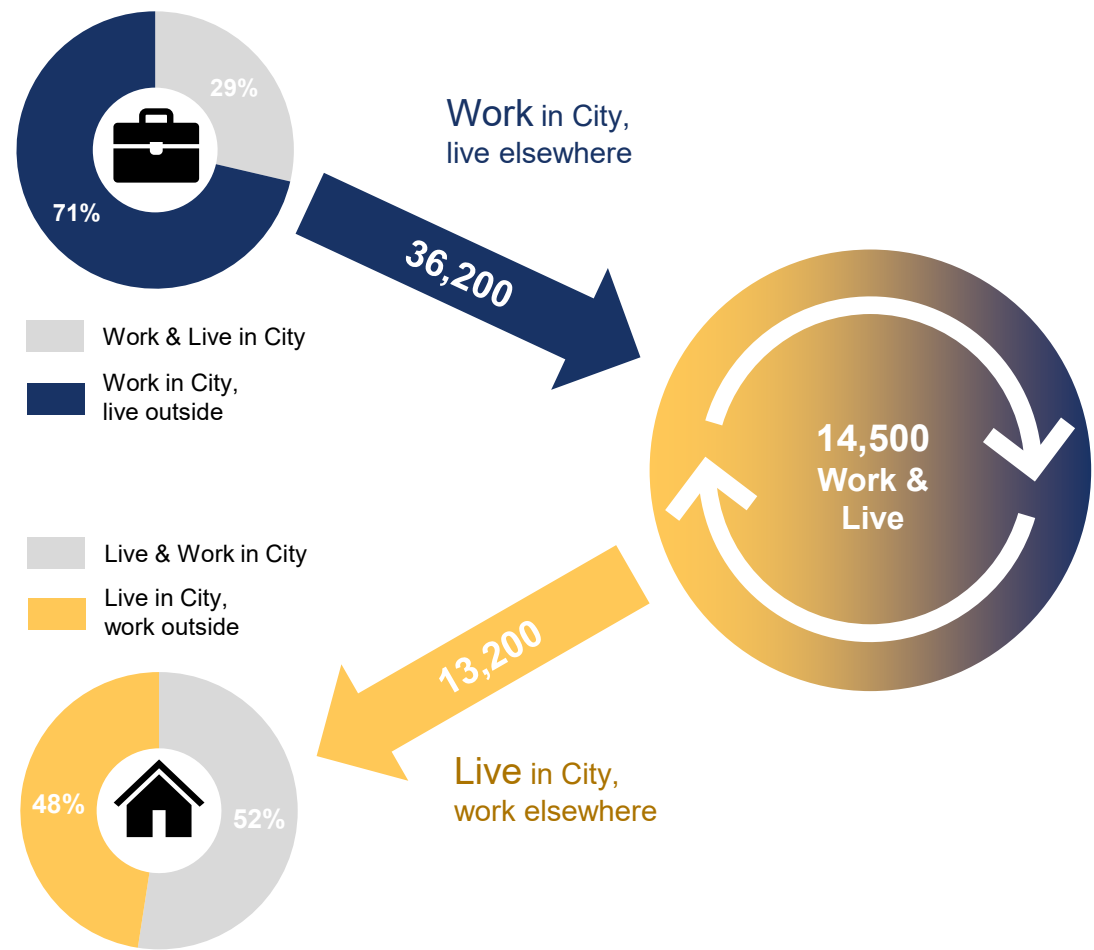 29%
71%
Work in City,
live elsewhere
36,200
Work & Live in City
Work in City,
live outside
14,500
Work &
Live
Live & Work in City
Live in City,
work outside
13,200
Live in City,
work elsewhere
48%
52%